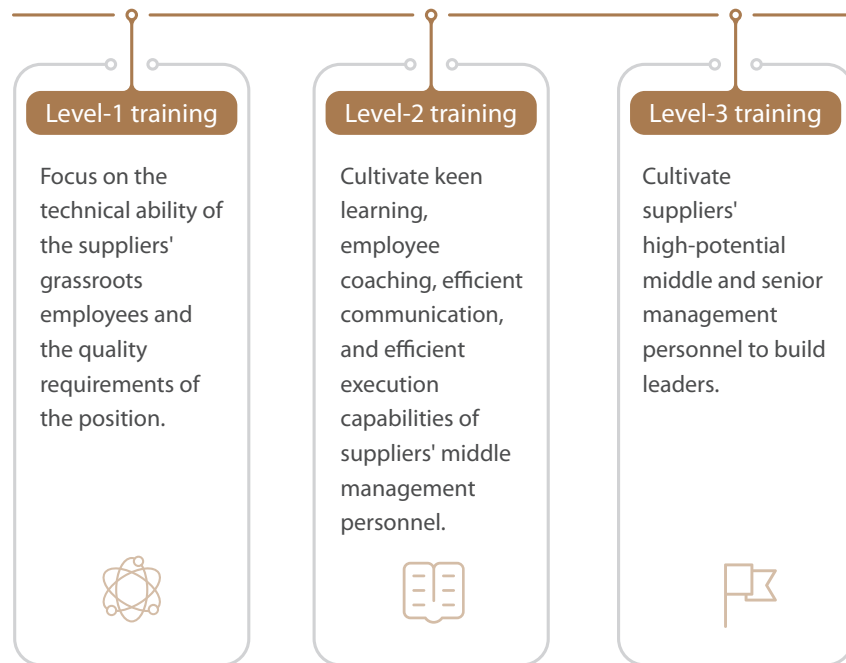 Level-1 training
Focus on the
technical ability of
the suppliers'
grassroots
employees and
the quality
requirements of
the position.
Level-2 training
Cultivate keen
learning,
employee
coaching, efficient
communication,
and efficient
execution
capabilities of
suppliers' middle
management
personnel.
Level-3 training
Cultivate
suppliers'
high-potential
middle and senior
management
personnel to build
leaders.